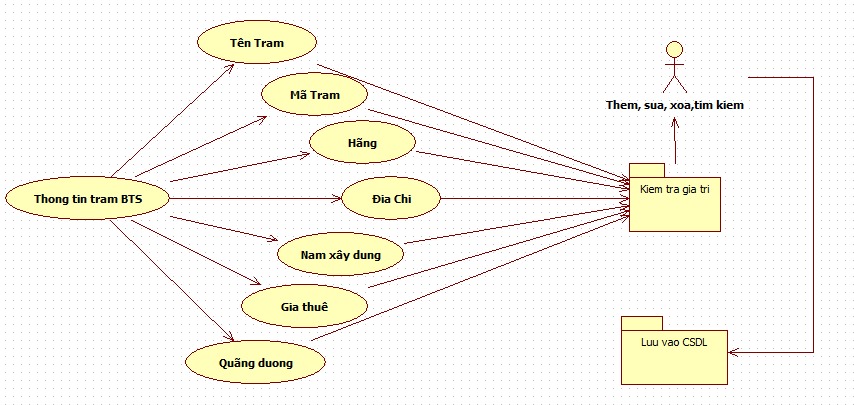 Tên Tram
Mã Tram
Them, sua, xoa,tim kiem
Hãng
Kiem tra gia tri
Thong tin tram BTS
Đia Chi
Nam xây dung
Gia thuê
Luu vao CSDL
Quãng duong